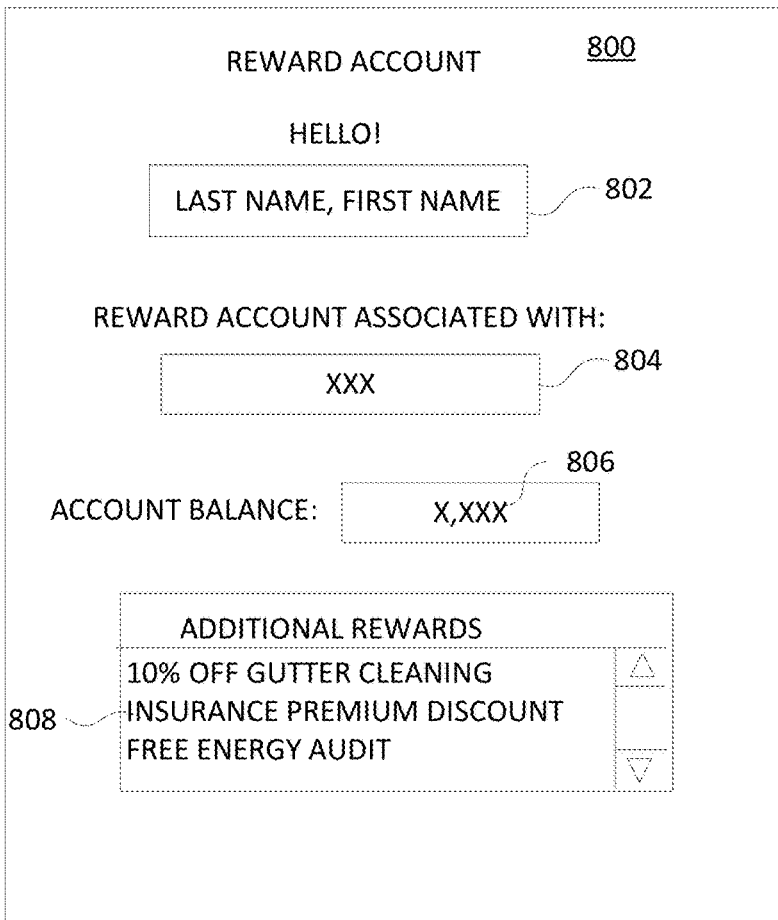 REWARD ACCOUNT 800
HELLO!
LAST NAME, FIRST NAME 802
REWARD ACCOUNT ASSOCIATED WITH:
XXX 804
806
ACCOUNT BALANCE: X,XXX
ADDITIONAL REWARDS
10% OFF GUTTER CLEANING
808 INSURANCE PREMIUM DISCOUNT
FREE ENERGY AUDIT